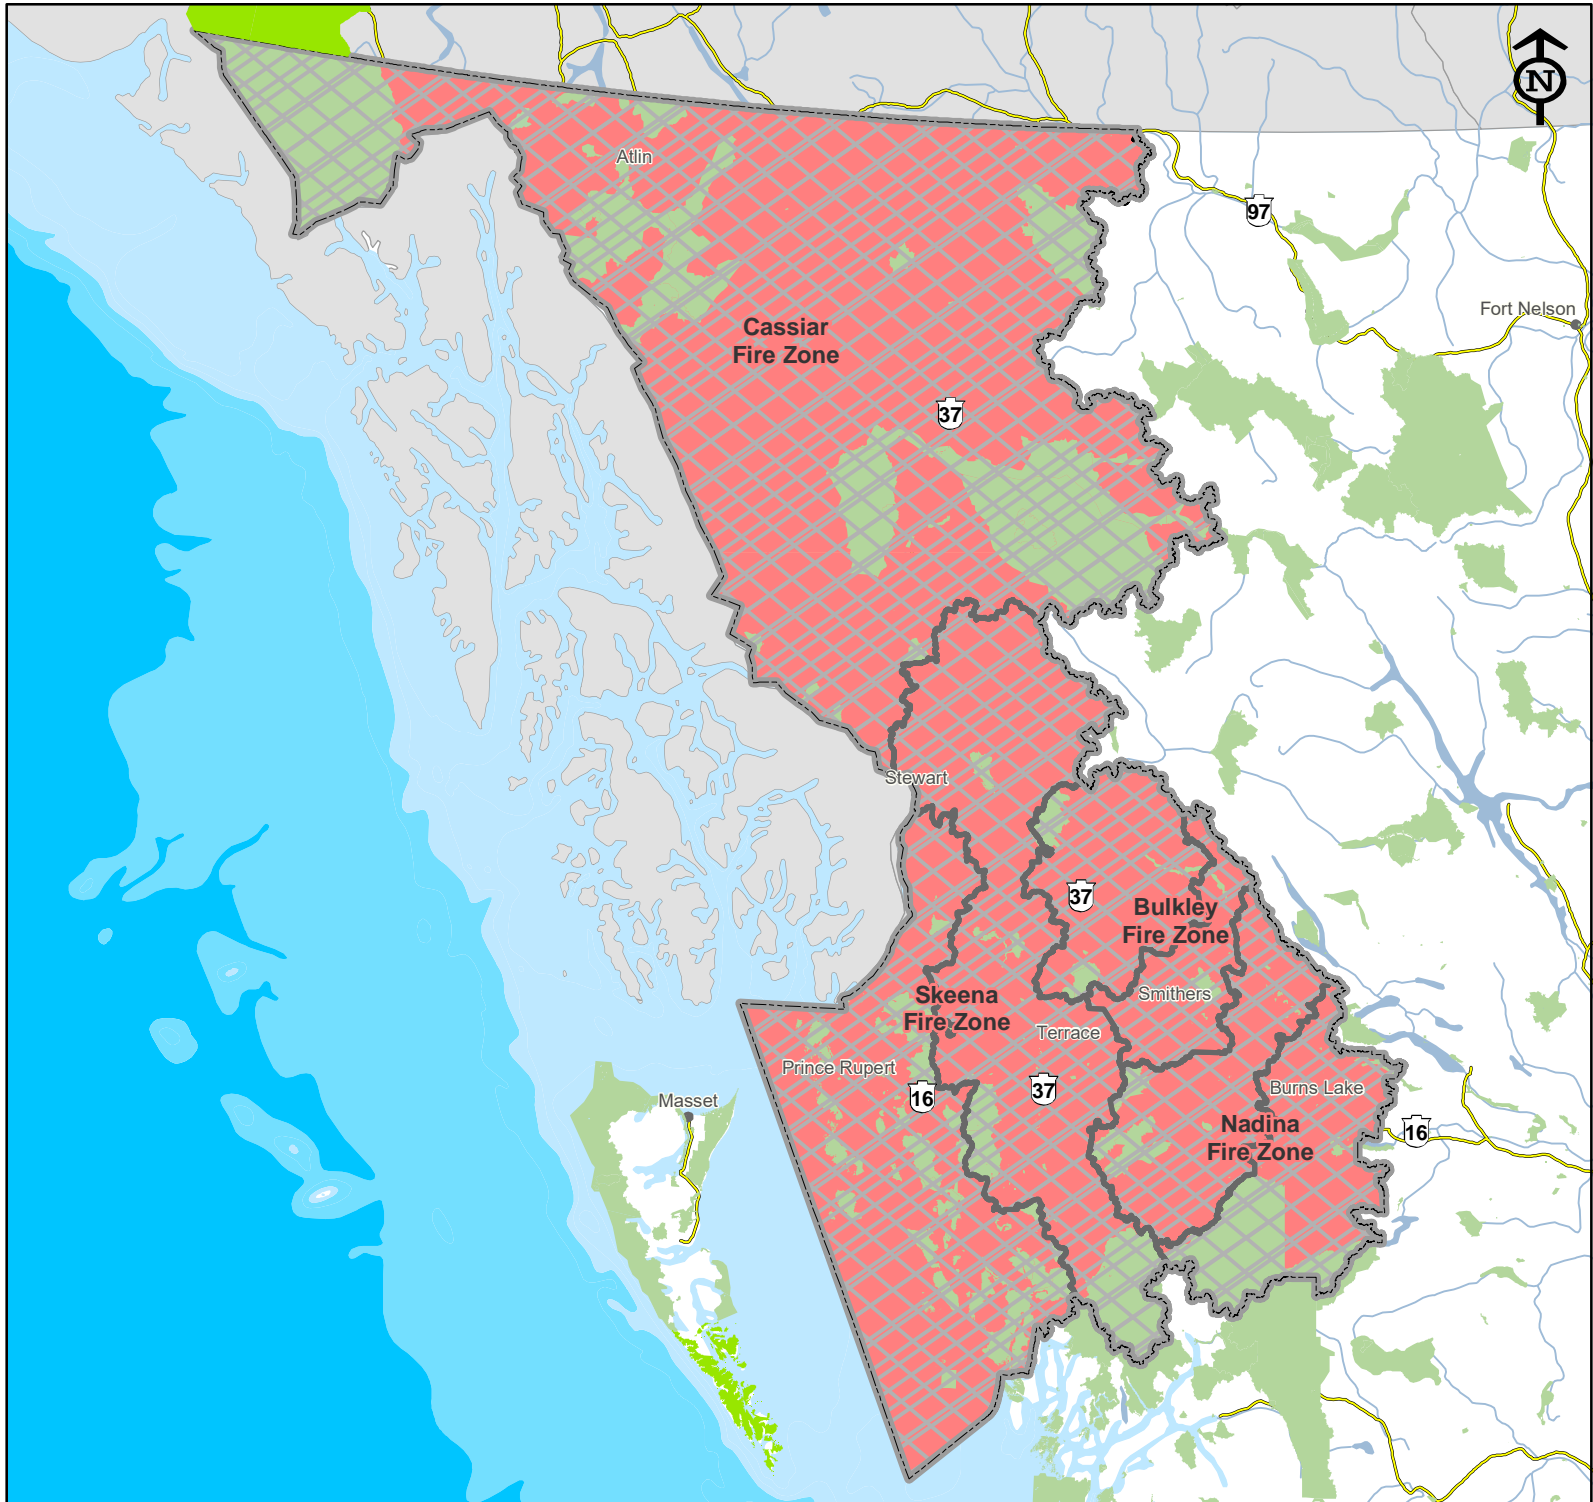 N
Atlin
97
Fort Nelson
Cassiar
Fire Zone
37
Stewart
37
Bulkley
Fire Zone
Smithers
Skeena
Fire Zone
Terrace
Prince Rupert
16
37
Burns Lake
Masset
Nadina
Fire Zone
16